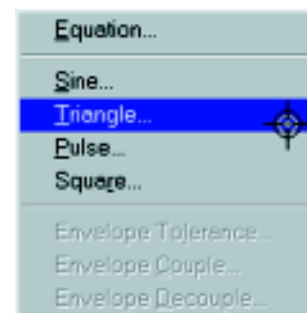 Equation...
Sine...
Triangle...
Pulse...
Square...
Envelope Tolerence...
Envelope Couple...
Envelope Decouple...